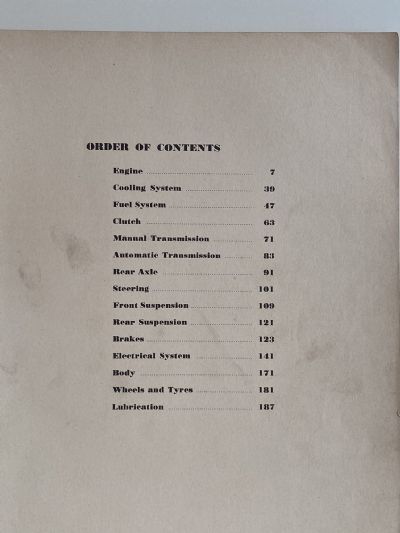 ORDER OF CONTENTS
Engine 7
Cooling System 39
Fuel System 47
Clutch 63
Manual Transmission 71
Automatic Transmission 83
Rear Axle 91
Steering 101
Front Suspension 109
Rear Suspension 121
Brakes 123
Electrical System 141
Body 171
Wheels and Tyres 181
Lubrication 187